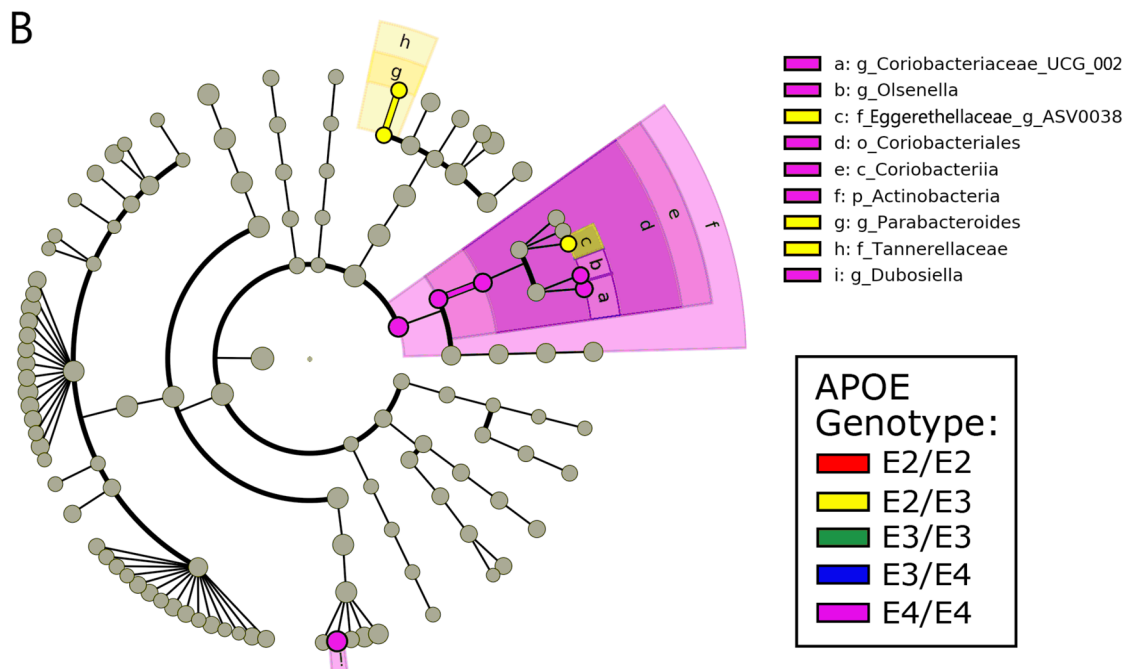 B
h
g
f
e
d
c
b
a
i
a: g_Coriobacteriaceae_UCG_002
b: g_Olsenella
c: f_Eggerethellaceae_g_ASV0038
d: o_Coriobacteriales
e: c_Coriobacteriia
f: p_Actinobacteria
g: g_Parabacteroides
h: f_Tannerellaceae
i: g_Dubosiella
APOE
Genotype:
E2/E2
E2/E3
E3/E3
E3/E4
E4/E4